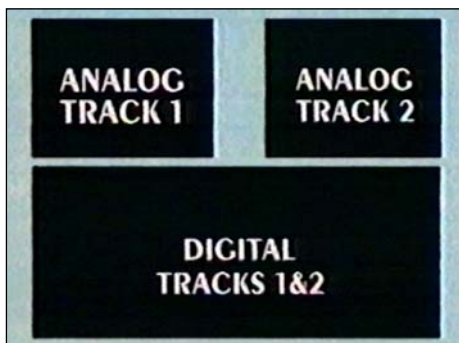 ANALOG
TRACK 1
ANALOG
TRACK 2
DIGITAL
TRACKS 1&2